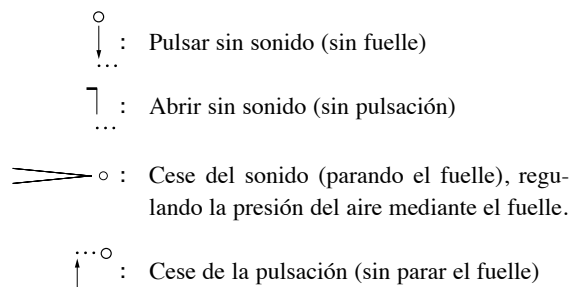 : Pulsar sin sonido (sin fuelle)
: Abrir sin sonido (sin pulsación)
: Cese del sonido (parando el fuelle), regu-
lando la presión del aire mediante el fuelle.
: Cese de la pulsación (sin parar el fuelle)